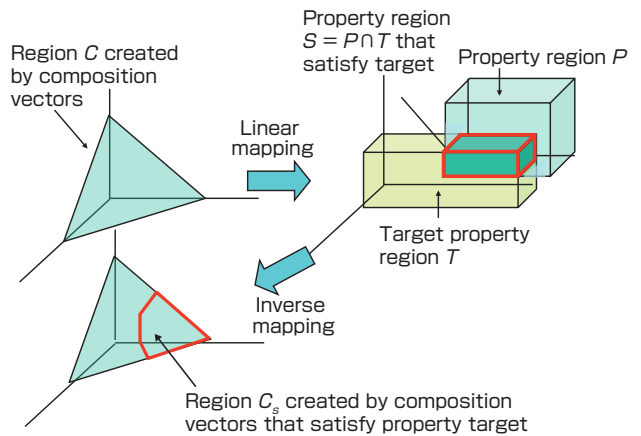 Region C created
by composition
vectors
Linear
mapping
Property region
S = P∩T that
satisfy target
Property region P
Target property
region T
Inverse
mapping
Region Cs created by composition
vectors that satisfy property target